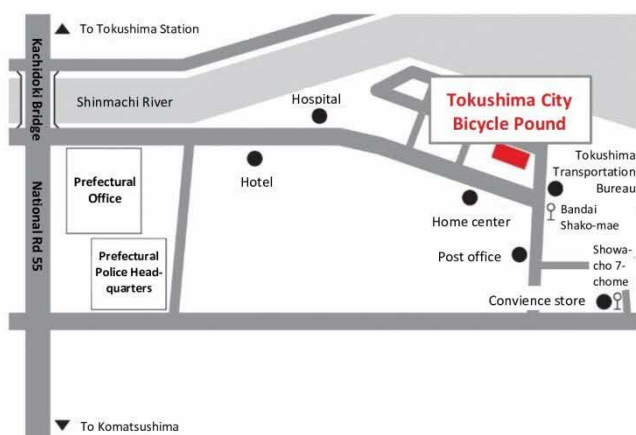 ▲ To Tokushima Station
Kachidoki Bridge
Shinmachi River
Hospital
Tokushima City
Bicycle Pound
Tokushima
Transportation
Bureau
Hotel
Prefectural
Office
National Rd 55
Home center
Bandai
Shako-mae
Prefectural
Police Head-
quarters
Post office
Showa-
cho 7-
chome
Convience store
▼ To Komatsushima